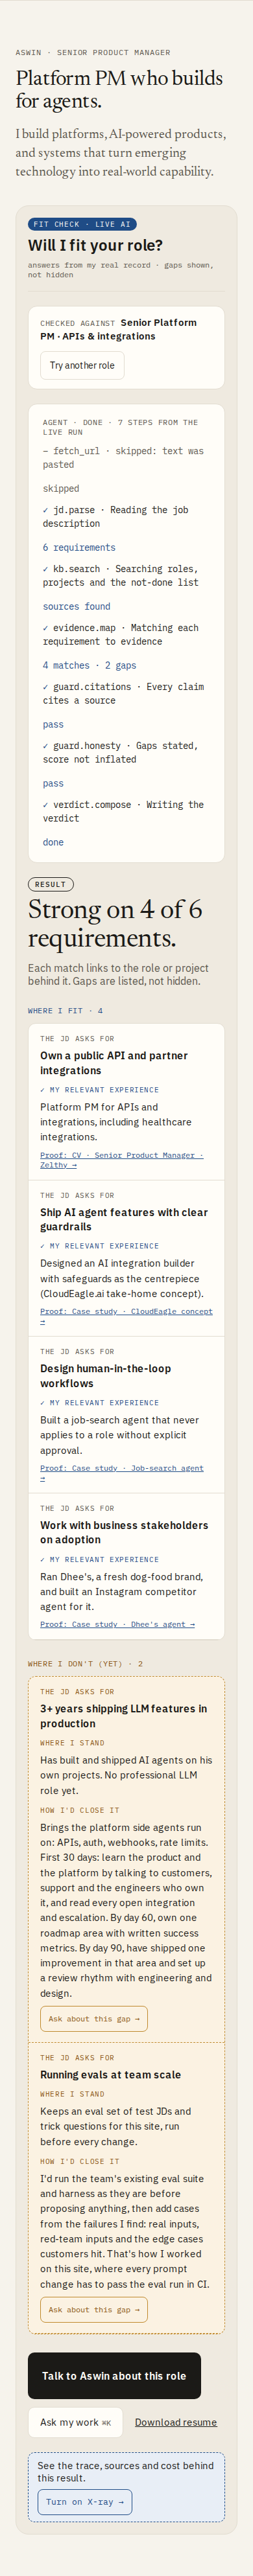 ASWIN · SENIOR PRODUCT MANAGER
Platform PM who builds
for agents.
I build platforms, AI-powered products,
and systems that turn emerging
technology into real-world capability.
FIT CHECK · LIVE AI
Will I fit your role?
answers from my real record · gaps shown,
not hidden
CHECKED AGAINST Senior Platform
PM · APIs & integrations
Try another role
AGENT · DONE · 7 STEPS FROM THE
LIVE RUN
– fetch_url · skipped: text was
pasted
skipped
✓ jd.parse · Reading the job
description
6 requirements
✓ kb.search · Searching roles,
projects and the not-done list
sources found
✓ evidence.map · Matching each
requirement to evidence
4 matches · 2 gaps
✓ guard.citations · Every claim
cites a source
pass
✓ guard.honesty · Gaps stated,
score not inflated
pass
✓ verdict.compose · Writing the
verdict
done
RESULT
Strong on 4 of 6
requirements.
Each match links to the role or project
behind it. Gaps are listed, not hidden.
WHERE I FIT · 4
THE JD ASKS FOR
Own a public API and partner
integrations
✓ MY RELEVANT EXPERIENCE
Platform PM for APIs and
integrations, including healthcare
integrations.
Proof: CV · Senior Product Manager ·
Zelthy →
THE JD ASKS FOR
Ship AI agent features with clear
guardrails
✓ MY RELEVANT EXPERIENCE
Designed an AI integration builder
with safeguards as the centrepiece
(CloudEagle.ai take-home concept).
Proof: Case study · CloudEagle concept
→
THE JD ASKS FOR
Design human-in-the-loop
workflows
✓ MY RELEVANT EXPERIENCE
Built a job-search agent that never
applies to a role without explicit
approval.
Proof: Case study · Job-search agent
→
THE JD ASKS FOR
Work with business stakeholders
on adoption
✓ MY RELEVANT EXPERIENCE
Ran Dhee's, a fresh dog-food brand,
and built an Instagram competitor
agent for it.
Proof: Case study · Dhee's agent →
WHERE I DON'T (YET) · 2
THE JD ASKS FOR
3+ years shipping LLM features in
production
WHERE I STAND
Has built and shipped AI agents on his
own projects. No professional LLM
role yet.
HOW I'D CLOSE IT
Brings the platform side agents run
on: APIs, auth, webhooks, rate limits.
First 30 days: learn the product and
the platform by talking to customers,
support and the engineers who own
it, and read every open integration
and escalation. By day 60, own one
roadmap area with written success
metrics. By day 90, have shipped one
improvement in that area and set up
a review rhythm with engineering and
design.
Ask about this gap →
THE JD ASKS FOR
Running evals at team scale
WHERE I STAND
Keeps an eval set of test JDs and
trick questions for this site, run
before every change.
HOW I'D CLOSE IT
I'd run the team's existing eval suite
and harness as they are before
proposing anything, then add cases
from the failures I find: real inputs,
red-team inputs and the edge cases
customers hit. That's how I worked
on this site, where every prompt
change has to pass the eval run in CI.
Ask about this gap →
Talk to Aswin about this role
Ask my work ⌘K
Download resume
See the trace, sources and cost behind
this result.
Turn on X-ray →